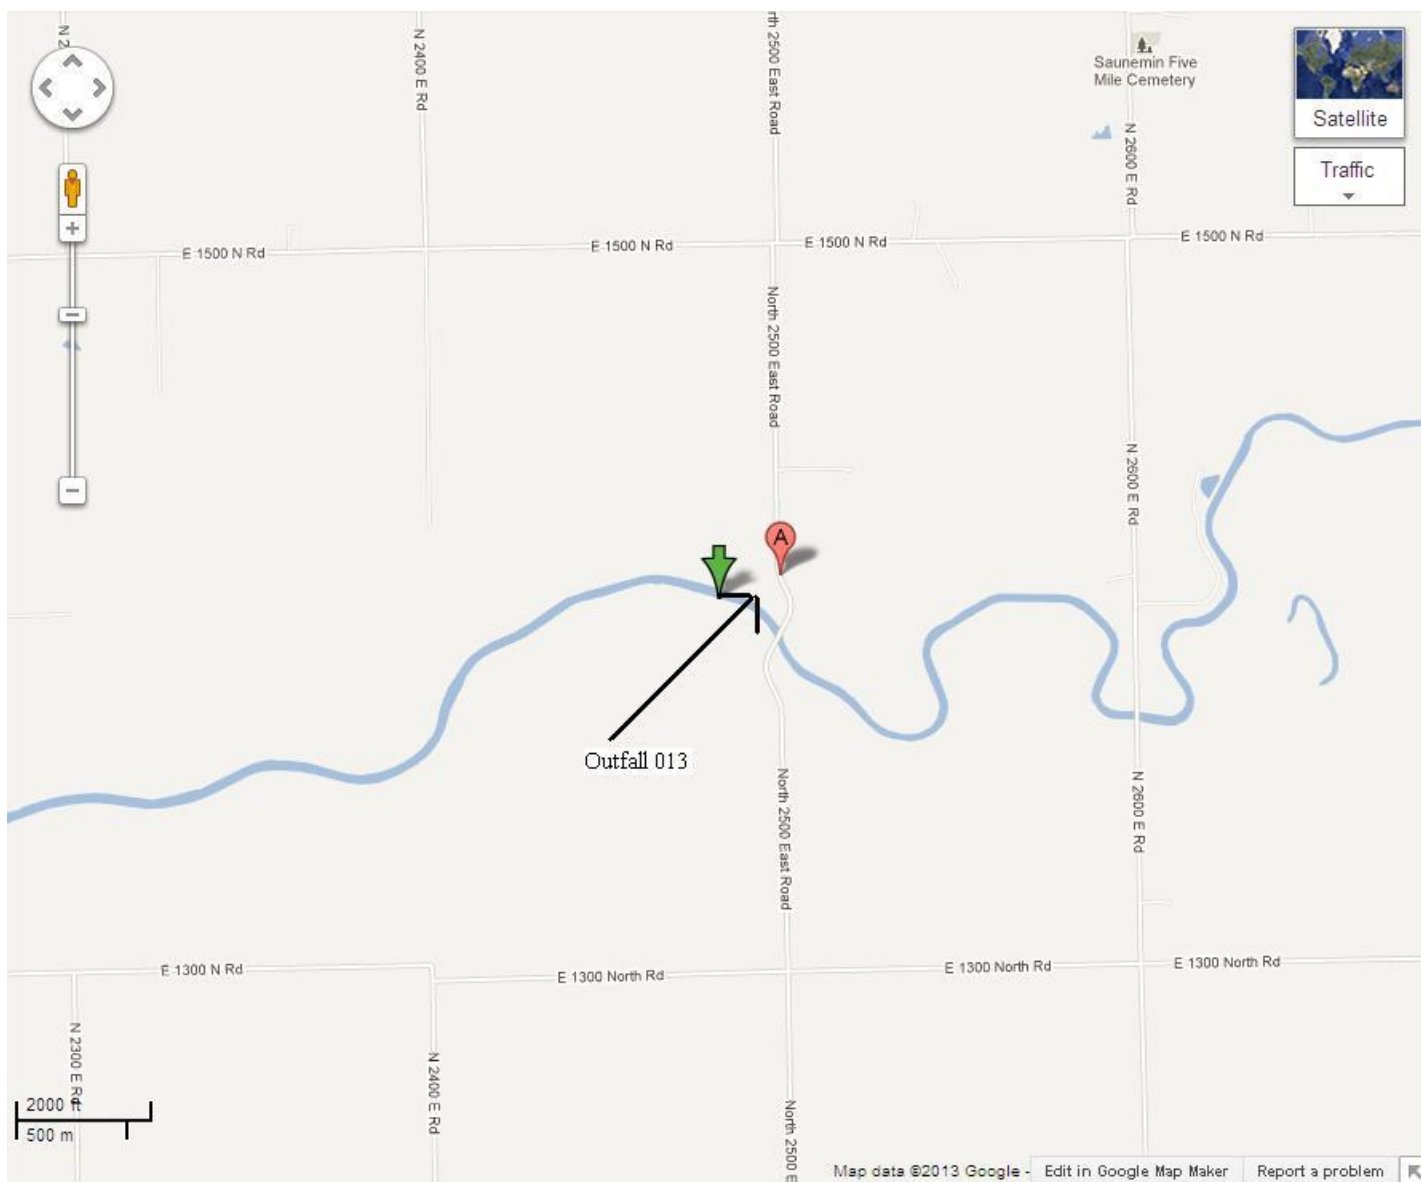 N 2
N 2400 E Rd
rth 2500 East Road
Saunemin Five
Mile Cemetery
Satellite
N 2600 E Rd
Traffic
E 1500 N Rd
E 1500 N Rd
E 1500 N Rd
E 1500 N Rd
North 2500 East Road
N 2600 E Rd
A
Outfall 013
North 2500 East Road
N 2600 E Rd
E 1300 N Rd
E 1300 North Rd
E 1300 North Rd
E 1300 North Rd
N 2300 E Rd
N 2400 E Rd
North 2500 E
2000 ft
500 m
Map data ©2013 Google -
Edit in Google Map Maker
Report a problem